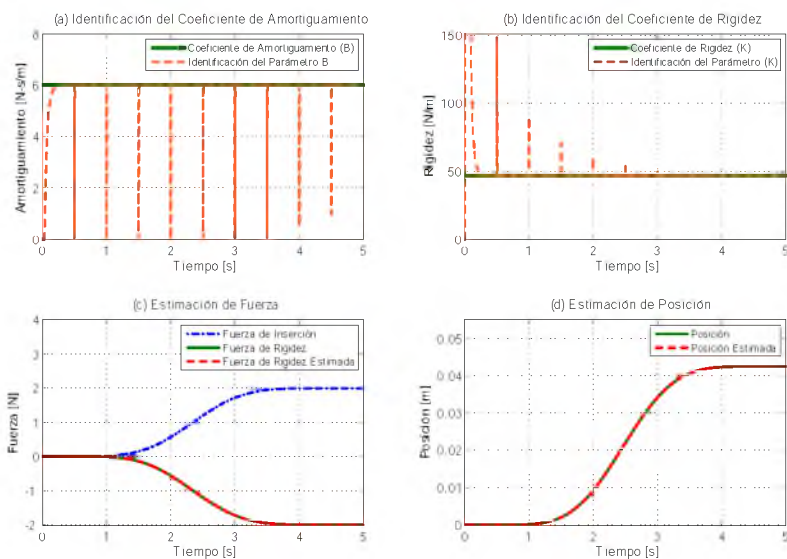 (a) Identificación del Coeficiente de Amortiguamiento
8
6
4
2
0
Amortiguamiento [N-s/m]
Coeficiente de Amortiguamiento (B)
Identificación del Parámetro B
0 1 2 3 4 5
Tiempo [s]
(b) Identificación del Coeficiente de Rigidez
150
100
50
0
Rigidez [N/m]
Coeficiente de Rigidez (K)
Identificación del Parámetro (K)
0 1 2 3 4 5
Tiempo [s]
(c) Estimación de Fuerza
4
3
2
1
0
-1
-2
Fuerza [N]
Fuerza de Inserción
Fuerza de Rigidez
Fuerza de Rigidez Estimada
0 1 2 3 4 5
Tiempo [s]
(d) Estimación de Posición
0.05
0.04
0.03
0.02
0.01
0
Posición [m]
Posición
Posición Estimada
0 1 2 3 4 5
Tiempo [s]